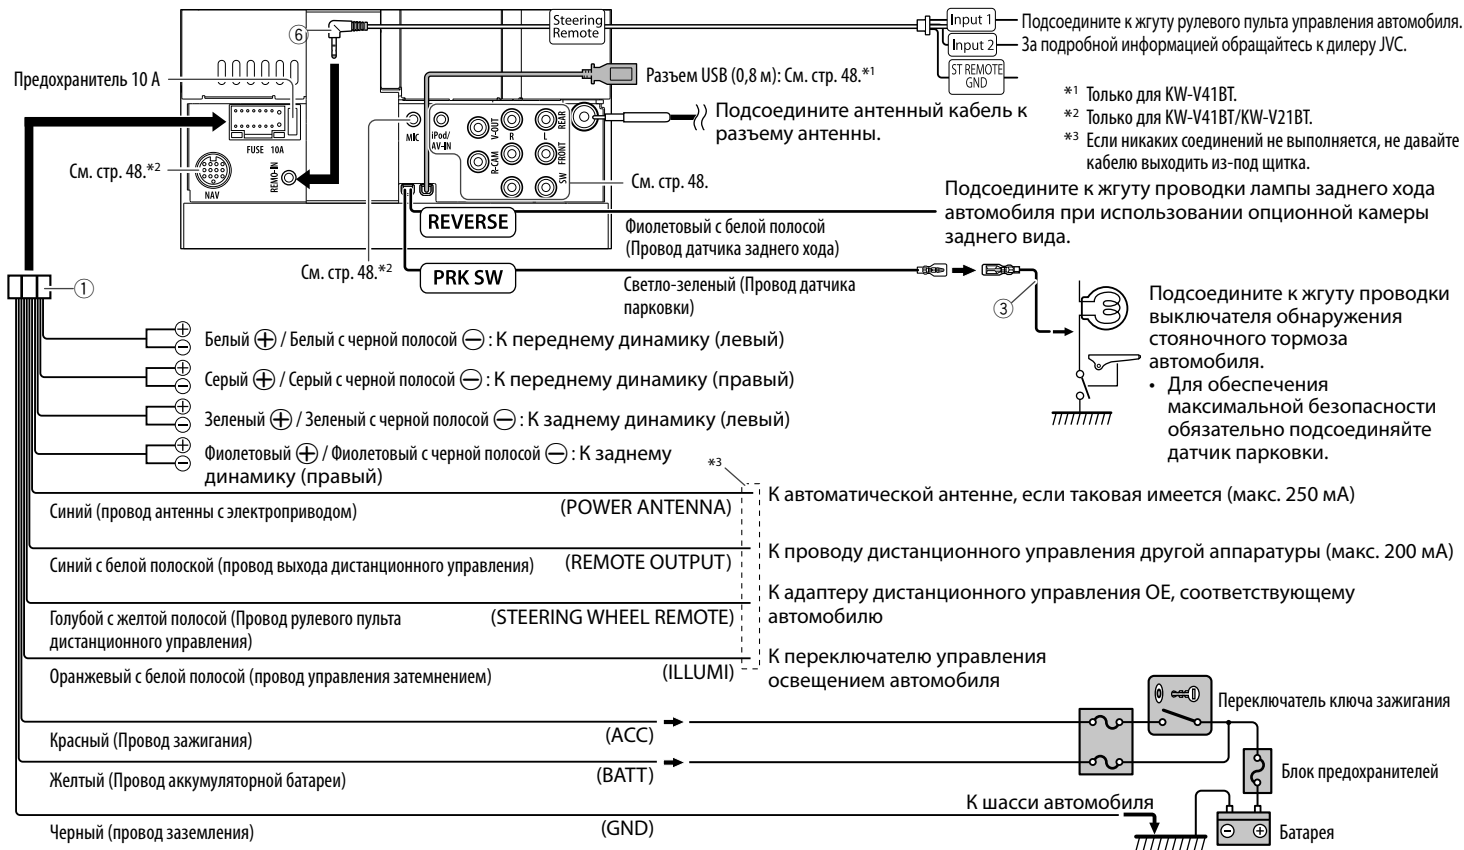 Steering
Remote
Input 1
Input 2
ST REMOTE
GND
Подсоедините к жгуту рулевого пульта управления автомобиля.
За подробной информацией обращайтесь к дилеру JVC.
⑥
Предохранитель 10 А
Разъем USB (0,8 м): См. стр. 48.*1
*1 Только для KW-V41BT.
*2 Только для KW-V41BT/KW-V21BT.
*3 Если никаких соединений не выполняется, не давайте
кабелю выходить из-под щитка.
Подсоедините антенный кабель к
разъему антенны.
FUSE 10A
См. стр. 48.*2
NAV
REMO-IN
MIC
iPod/
AV-IN
V-OUT
R-CAM
R
L
REAR
FRONT
SW
См. стр. 48.
REVERSE
Фиолетовый с белой полосой
(Провод датчика заднего хода)
Подсоедините к жгуту проводки лампы заднего хода
автомобиля при использовании опционной камеры
заднего вида.
См. стр. 48.*2
PRK SW
Светло-зеленый (Провод датчика
парковки)
①
③
Подсоедините к жгуту проводки
выключателя обнаружения
стояночного тормоза
автомобиля.
• Для обеспечения
максимальной безопасности
обязательно подсоединяйте
датчик парковки.
⊕
⊖
Белый ⊕ / Белый с черной полосой ⊖ : К переднему динамику (левый)
⊕
⊖
Серый ⊕ / Серый с черной полосой ⊖ : К переднему динамику (правый)
⊕
⊖
Зеленый ⊕ / Зеленый с черной полосой ⊖ : К заднему динамику (левый)
⊕
⊖
Фиолетовый ⊕ / Фиолетовый с черной полосой ⊖ : К заднему
динамику (правый)
*3
Синий (провод антенны с электроприводом)
(POWER ANTENNA)
К автоматической антенне, если таковая имеется (макс. 250 мА)
Синий с белой полоской (провод выхода дистанционного управления)
(REMOTE OUTPUT)
К проводу дистанционного управления другой аппаратуры (макс. 200 мА)
Голубой с желтой полосой (Провод рулевого пульта
дистанционного управления)
(STEERING WHEEL REMOTE)
К адаптеру дистанционного управления OE, соответствующему
автомобилю
Оранжевый с белой полосой (провод управления затемнением)
(ILLUMI)
К переключателю управления
освещением автомобиля
Красный (Провод зажигания)
(ACC)
Переключатель ключа зажигания
Желтый (Провод аккумуляторной батареи)
(BATT)
Блок предохранителей
Черный (провод заземления)
(GND)
К шасси автомобиля
⊖ ⊕
Батарея